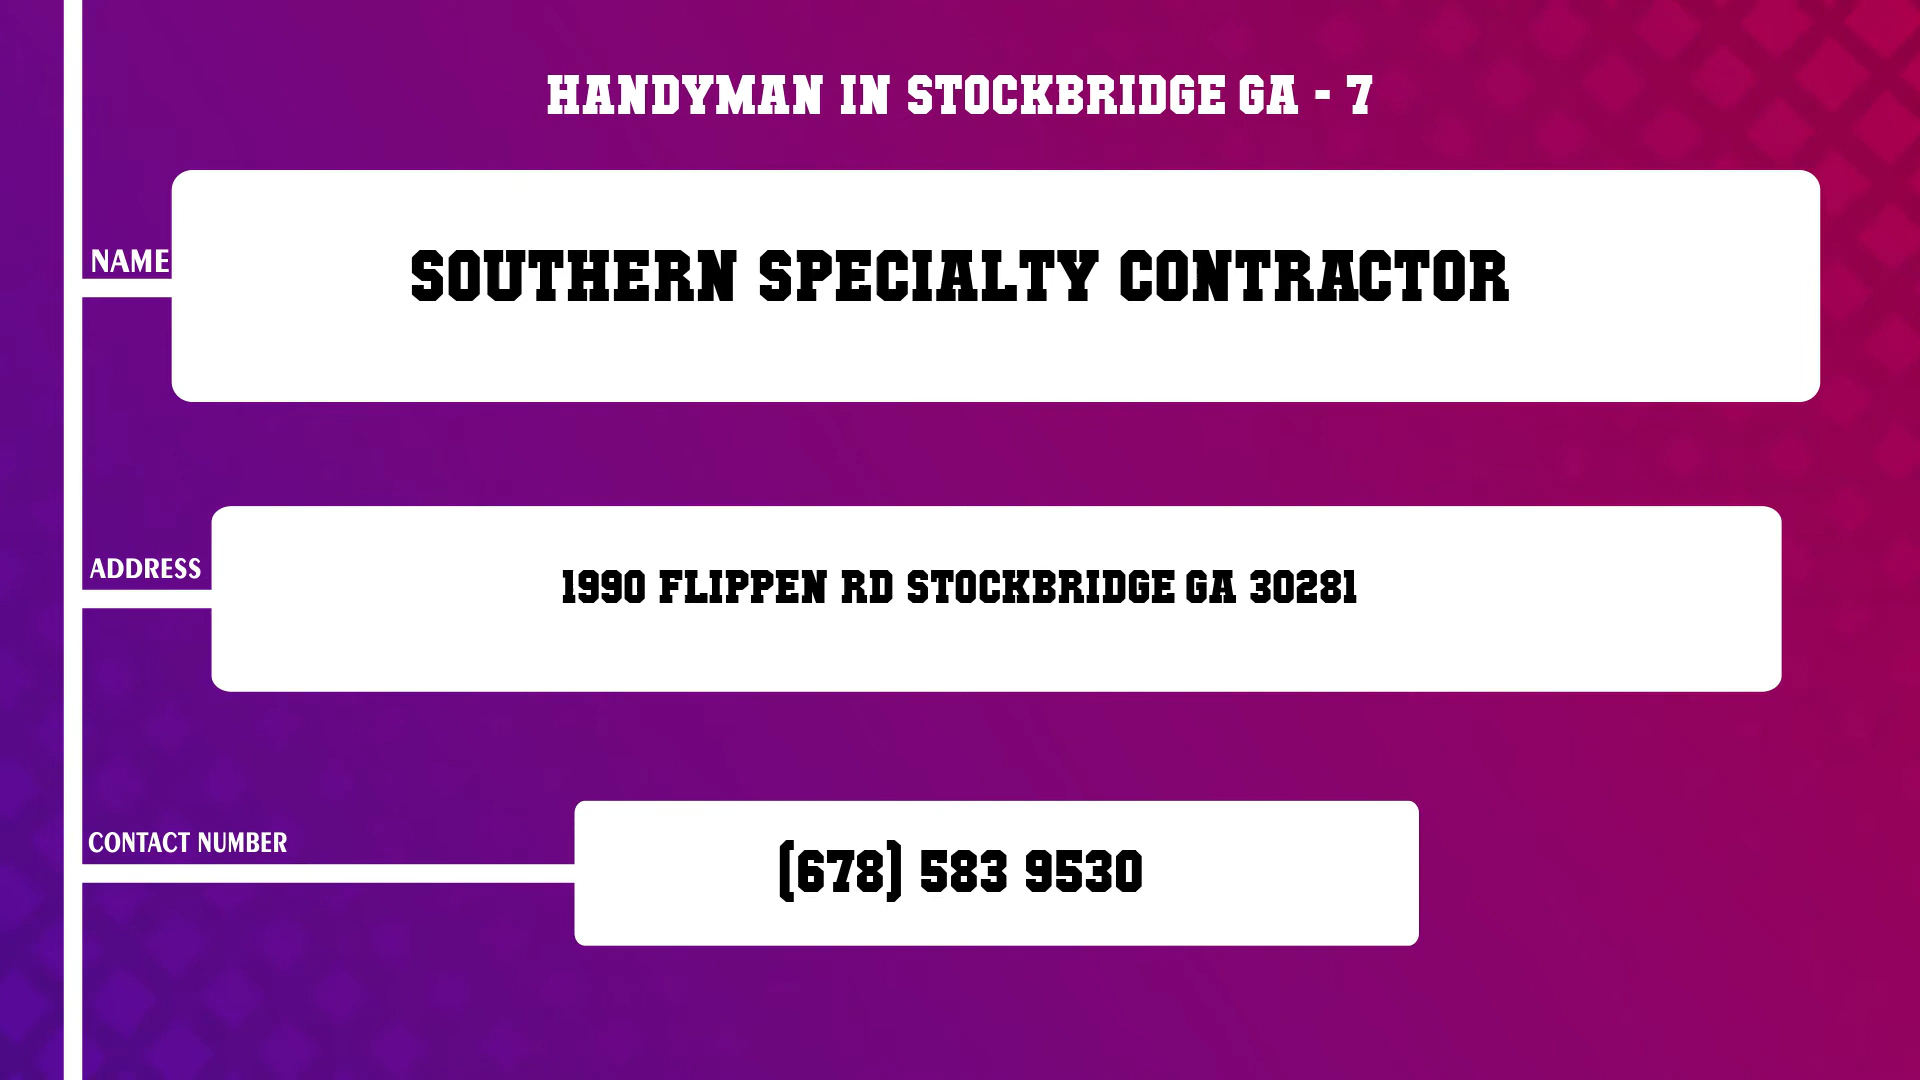 HANDYMAN IN STOCKBRIDGE GA - 7
NAME
SOUTHERN SPECIALTY CONTRACTOR
ADDRESS
1990 FLIPPEN RD STOCKBRIDGE GA 30281
CONTACT NUMBER
(678) 583 9530